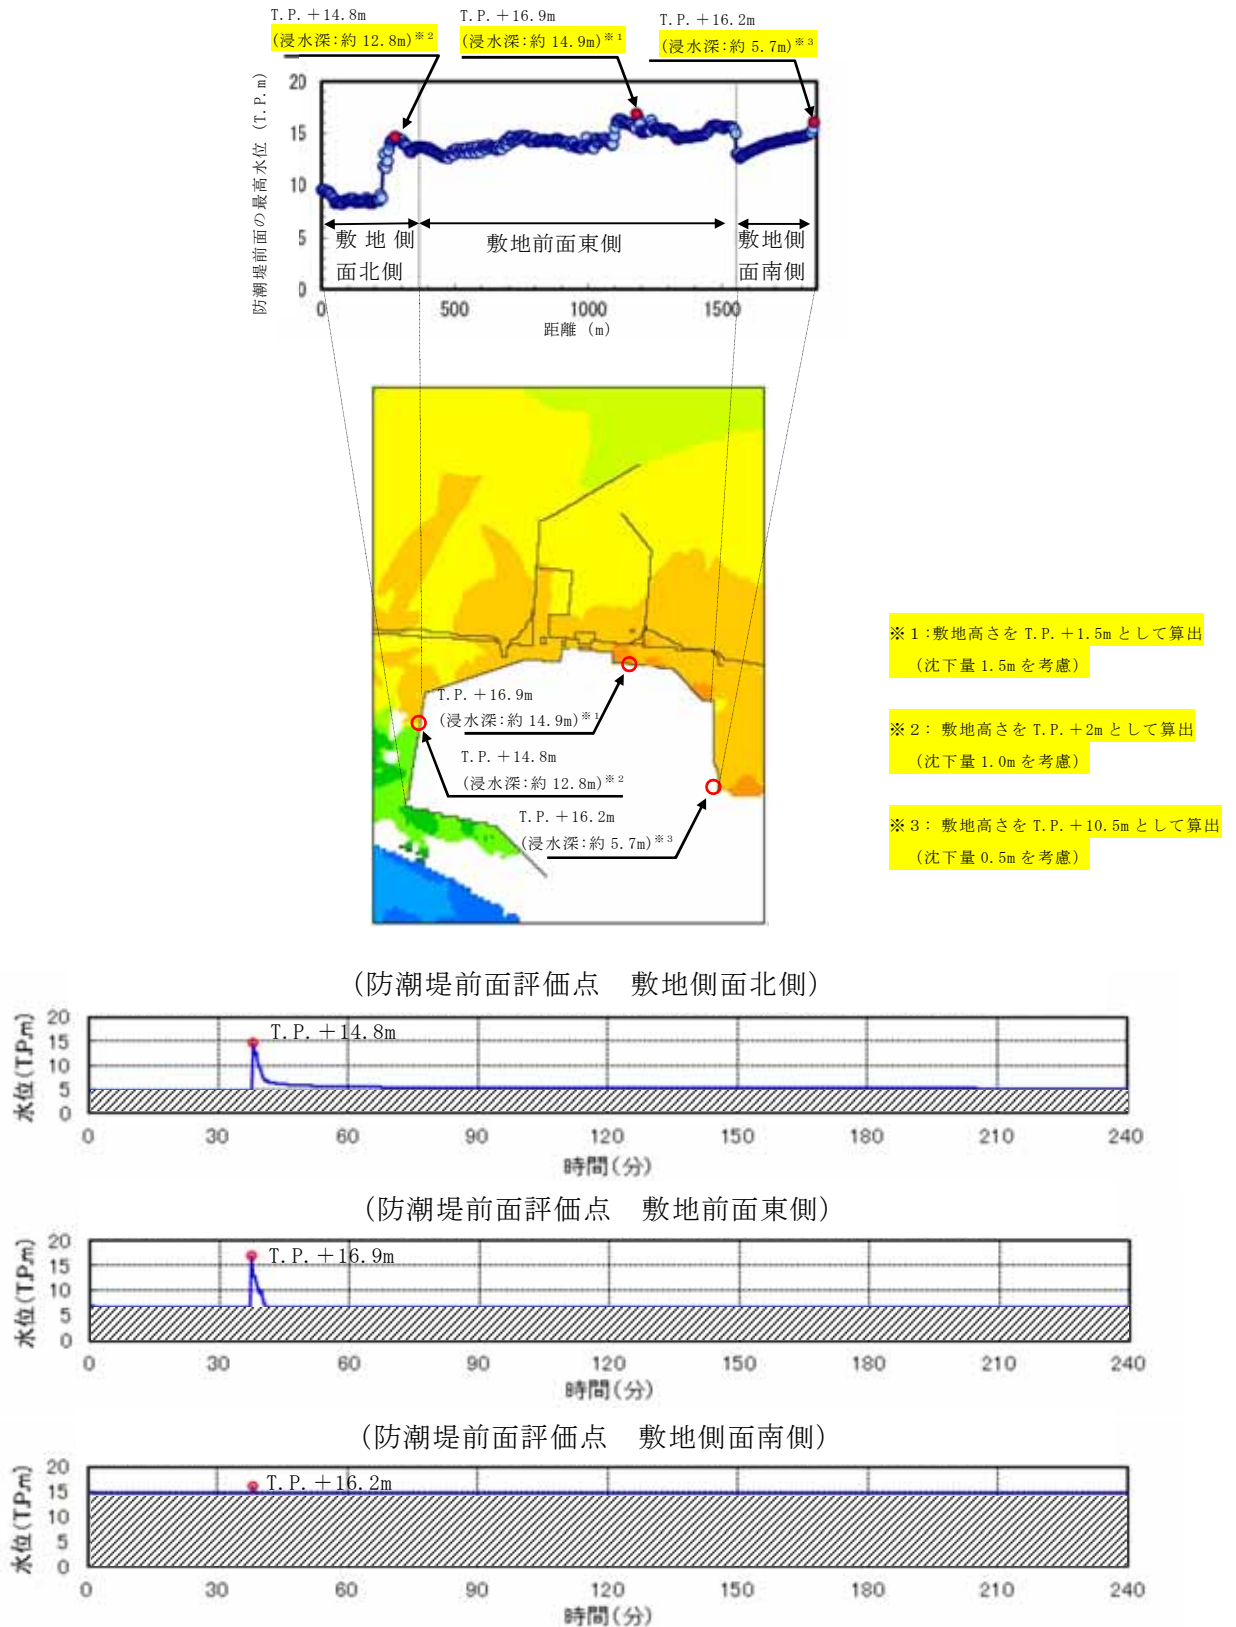 T.P.+14.8m
(浸水深:約 12.8m)※2
T.P.+16.9m
(浸水深:約 14.9m)※1
T.P.+16.2m
(浸水深:約 5.7m)※3
防潮堤前面の最高水位 (T.P.m)
20
15
10
5
0
敷地側
面北側
敷地前面東側
敷地側
面南側
0 500 1000 1500
距離 (m)
T.P.+16.9m
(浸水深:約 14.9m)※1
T.P.+14.8m
(浸水深:約 12.8m)※2
T.P.+16.2m
(浸水深:約 5.7m)※3
※1:敷地高さを T.P.+1.5m として算出
(沈下量 1.5m を考慮)
※2: 敷地高さを T.P.+2m として算出
(沈下量 1.0m を考慮)
※3: 敷地高さを T.P.+10.5m として算出
(沈下量 0.5m を考慮)
(防潮堤前面評価点 敷地側面北側)
水位(T.P.m)
20
15
10
5
0
T.P.+14.8m
0 30 60 90 120 150 180 210 240
時間(分)
(防潮堤前面評価点 敷地前面東側)
水位(T.P.m)
20
15
10
5
0
T.P.+16.9m
0 30 60 90 120 150 180 210 240
時間(分)
(防潮堤前面評価点 敷地側面南側)
水位(T.P.m)
20
15
10
5
0
T.P.+16.2m
0 30 60 90 120 150 180 210 240
時間(分)